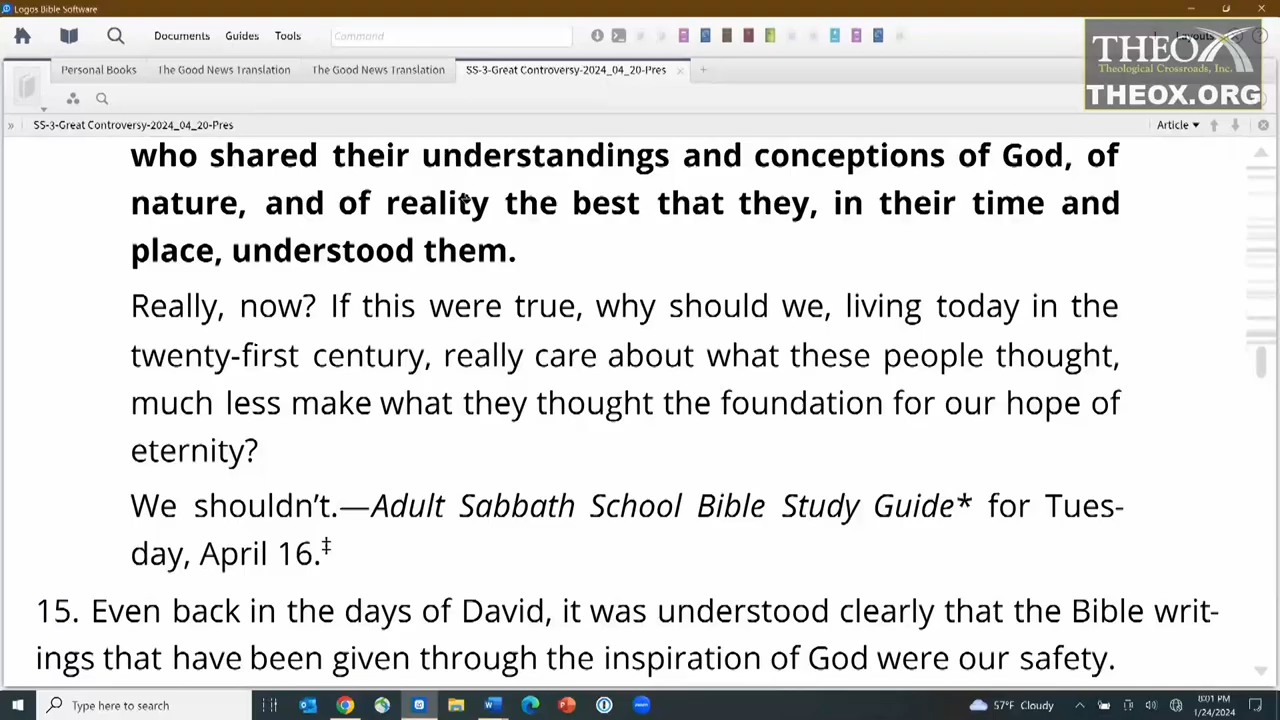 Logos Bible Software
Documents Guides Tools Command Layouts
THEOX
Theological Crossroads, Inc.
THEOX.ORG
Personal Books The Good News Translation The Good News Translation SS-3-Great Controversy-2024_04_20-Pres
SS-3-Great Controversy-2024_04_20-Pres Article
who shared their understandings and conceptions of God, of
nature, and of reality the best that they, in their time and
place, understood them.
Really, now? If this were true, why should we, living today in the
twenty-first century, really care about what these people thought,
much less make what they thought the foundation for our hope of
eternity?
We shouldn't.—Adult Sabbath School Bible Study Guide* for Tues-
day, April 16.‡
15. Even back in the days of David, it was understood clearly that the Bible writ-
ings that have been given through the inspiration of God were our safety.
Type here to search 57°F Cloudy 8:01 PM
1/24/2024